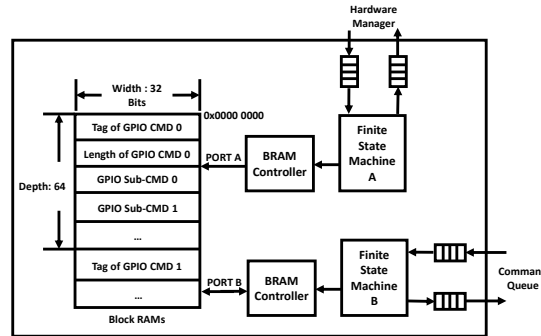 Hardware
Manager
Width : 32
Bits
0x0000 0000
Tag of GPIO CMD 0
Length of GPIO CMD 0
GPIO Sub-CMD 0
GPIO Sub-CMD 1
...
Tag of GPIO CMD 1
...
Block RAMs
Depth: 64
PORT A
BRAM
Controller
Finite
State
Machine
A
PORT B
BRAM
Controller
Finite
State
Machine
B
Comman
Queue